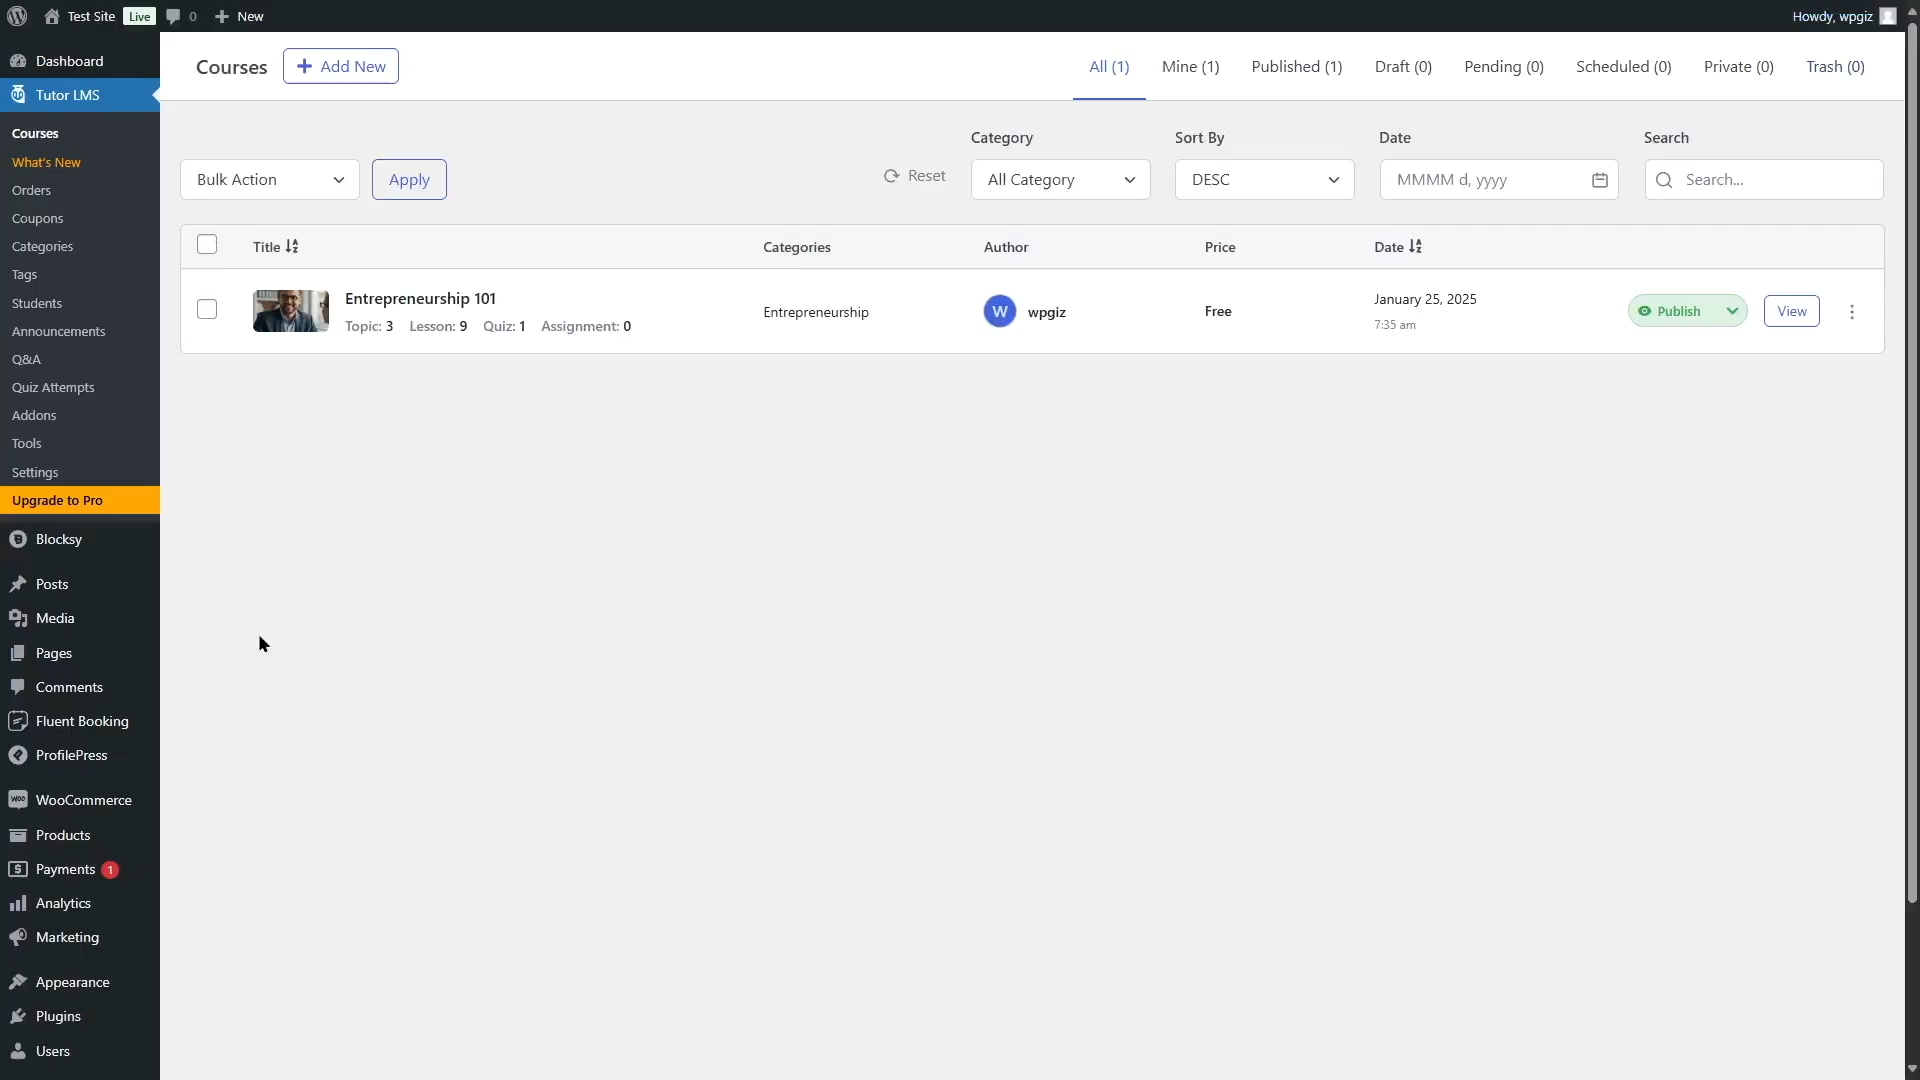 Test Site Live 0 New
Howdy, wpgiz
Dashboard
Tutor LMS
Courses
What's New
Orders
Coupons
Categories
Tags
Students
Announcements
Q&A
Quiz Attempts
Addons
Tools
Settings
Upgrade to Pro
Blocksy
Posts
Media
Pages
Comments
Fluent Booking
ProfilePress
WooCommerce
Products
Payments 1
Analytics
Marketing
Appearance
Plugins
Users
Courses Add New
All (1) Mine (1) Published (1) Draft (0) Pending (0) Scheduled (0) Private (0) Trash (0)
Category Sort By Date Search
Bulk Action Apply Reset All Category DESC MMMM d, yyyy Search...
Title Categories Author Price Date
Entrepreneurship 101
Topic: 3 Lesson: 9 Quiz: 1 Assignment: 0
Entrepreneurship
W wpgiz
Free
January 25, 2025
7:35 am
Publish View